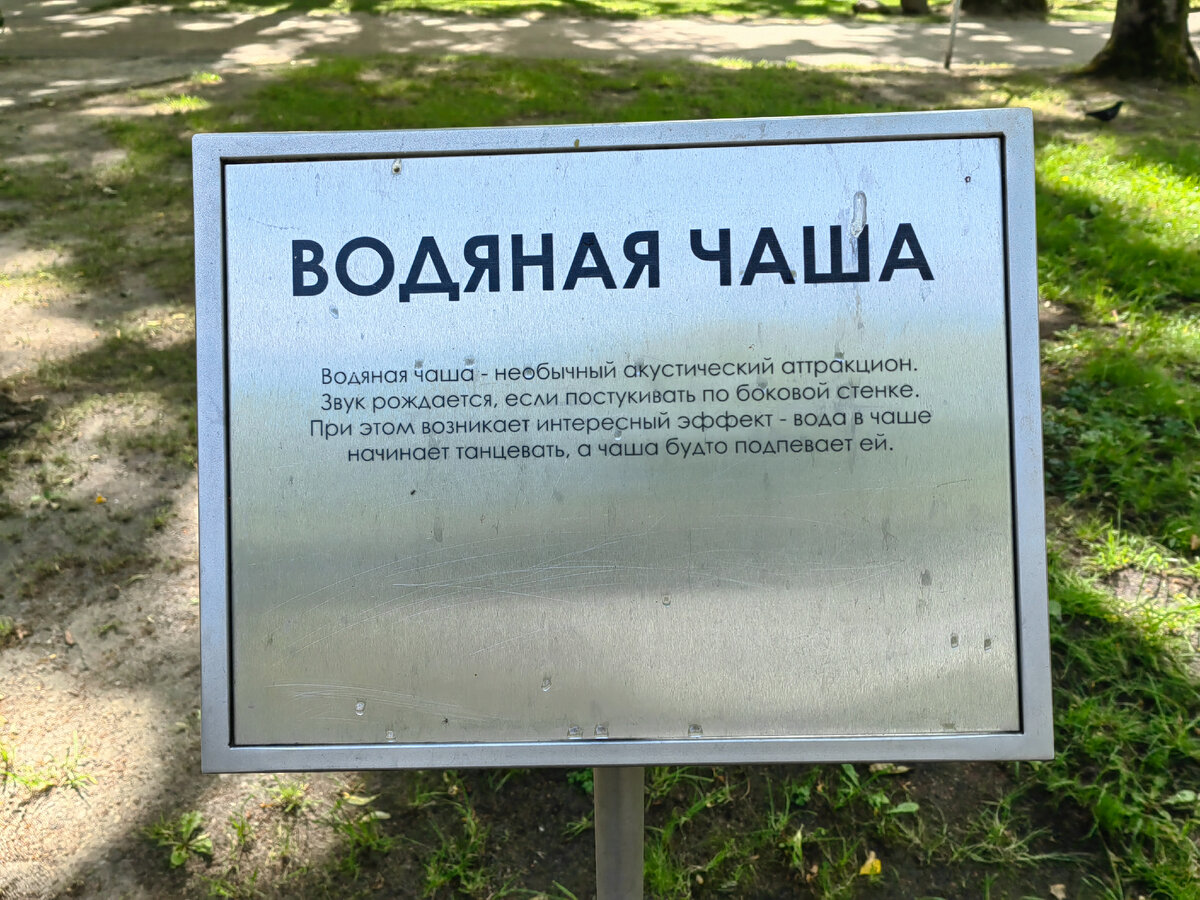 ВОДЯНАЯ ЧАША
Водяная чаша - необычный акустический аттракцион.
Звук рождается, если постукивать по боковой стенке.
При этом возникает интересный эффект - вода в чаше
начинает танцевать, а чаша будто подпевает ей.